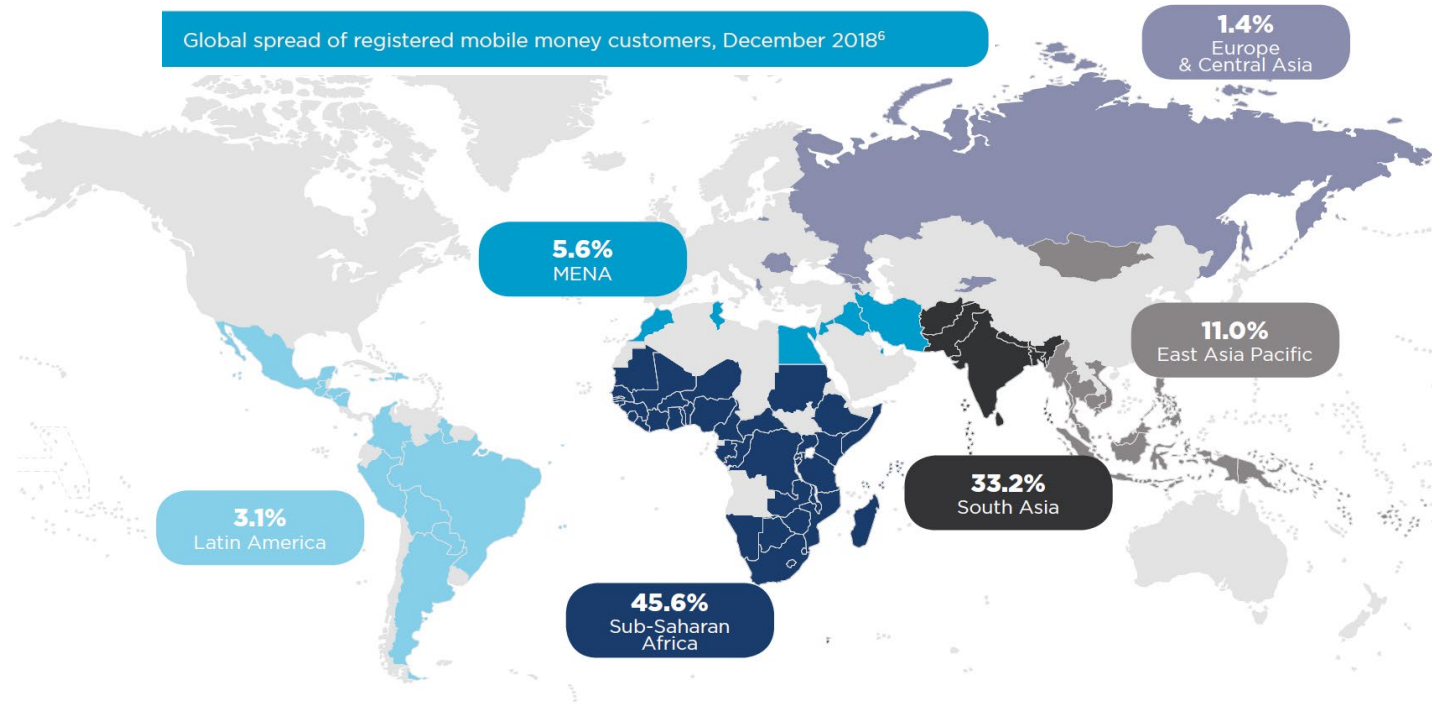 Global spread of registered mobile money customers, December 2018⁶
1.4%
Europe
& Central Asia
5.6%
MENA
11.0%
East Asia Pacific
33.2%
South Asia
3.1%
Latin America
45.6%
Sub-Saharan
Africa